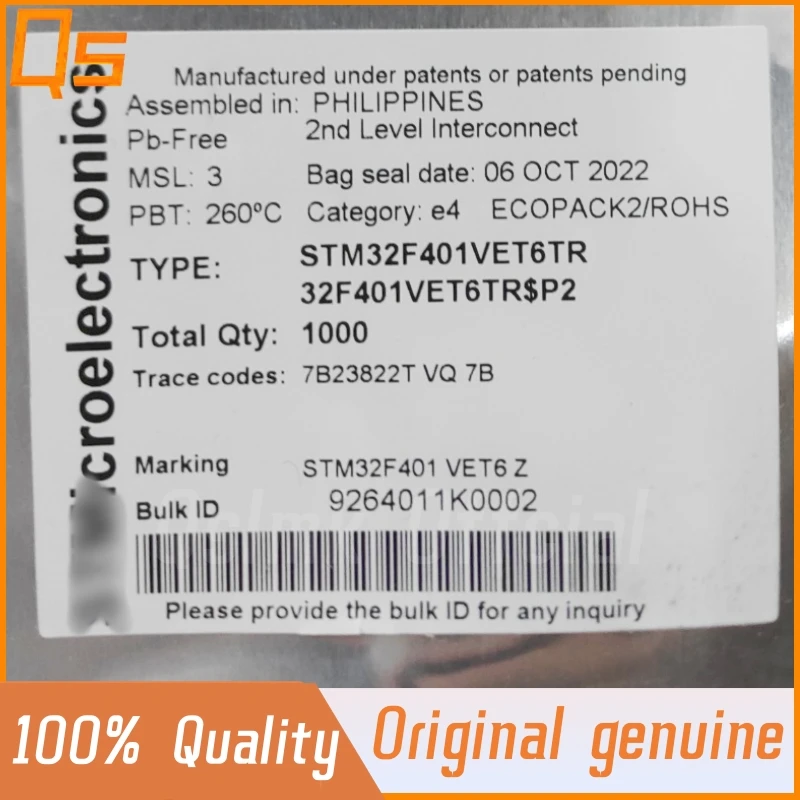 QS
Manufactured under patents or patents pending
Assembled in: PHILIPPINES
Pb-Free 2nd Level Interconnect
MSL: 3 Bag seal date: 06 OCT 2022
PBT: 260ºC Category: e4 ECOPACK2/ROHS
TYPE: STM32F401VET6TR
32F401VET6TR$P2
Total Qty: 1000
Trace codes: 7B23822T VQ 7B
Marking STM32F401 VET6 Z
Bulk ID 9264011K0002
Please provide the bulk ID for any inquiry
icroelectronics
100% Quality
Original genuine